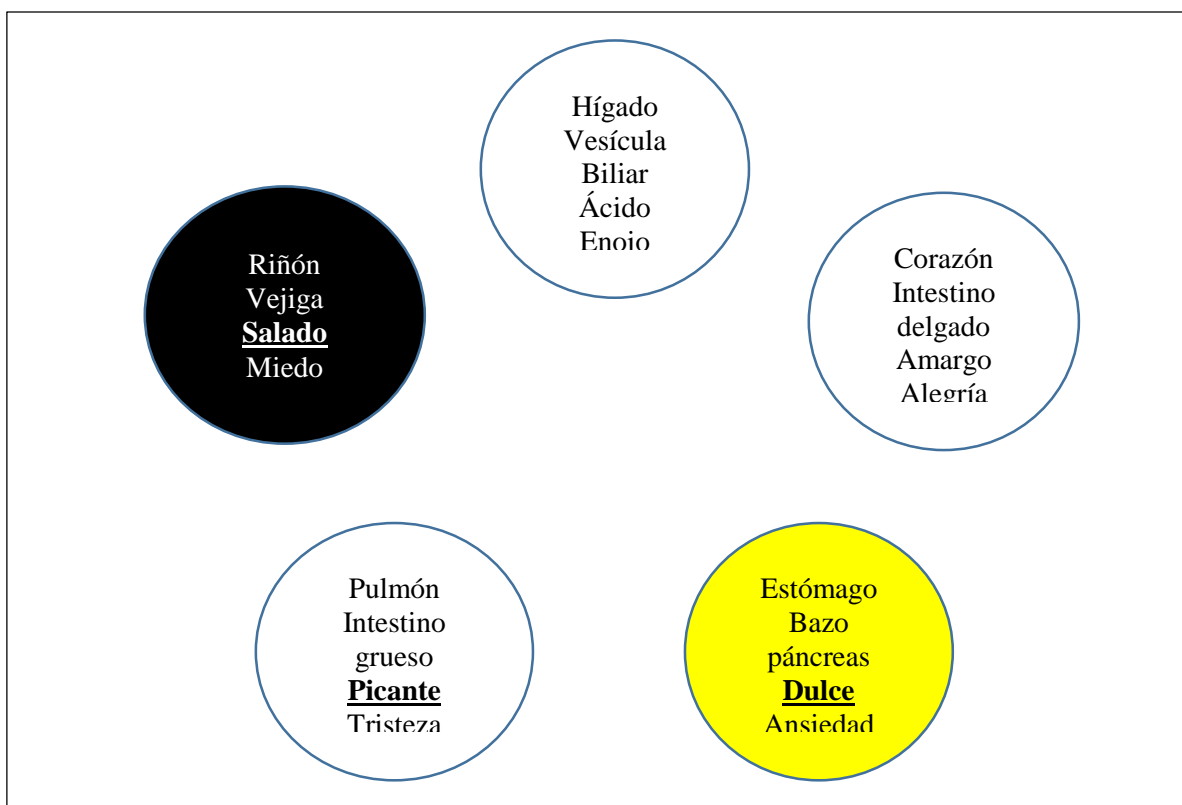 Hígado
Vesícula
Biliar
Ácido
Enojo
Riñón
Vejiga
Salado
Miedo
Corazón
Intestino
delgado
Amargo
Alegría
Pulmón
Intestino
grueso
Picante
Tristeza
Estómago
Bazo
páncreas
Dulce
Ansiedad